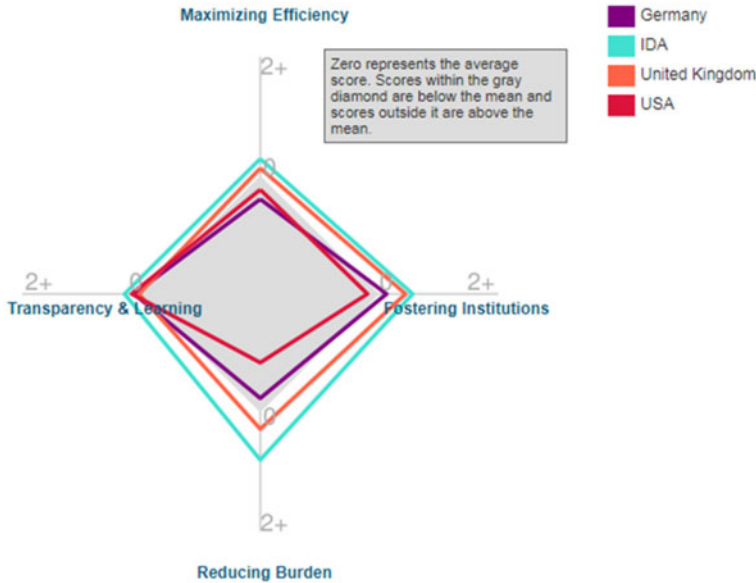 Maximizing Efficiency
Germany
IDA
United Kingdom
USA
2+
Zero represents the average
score. Scores within the gray
diamond are below the mean and
scores outside it are above the
mean.
0
2+
0
0
2+
Transparency & Learning
Fostering Institutions
0
2+
Reducing Burden